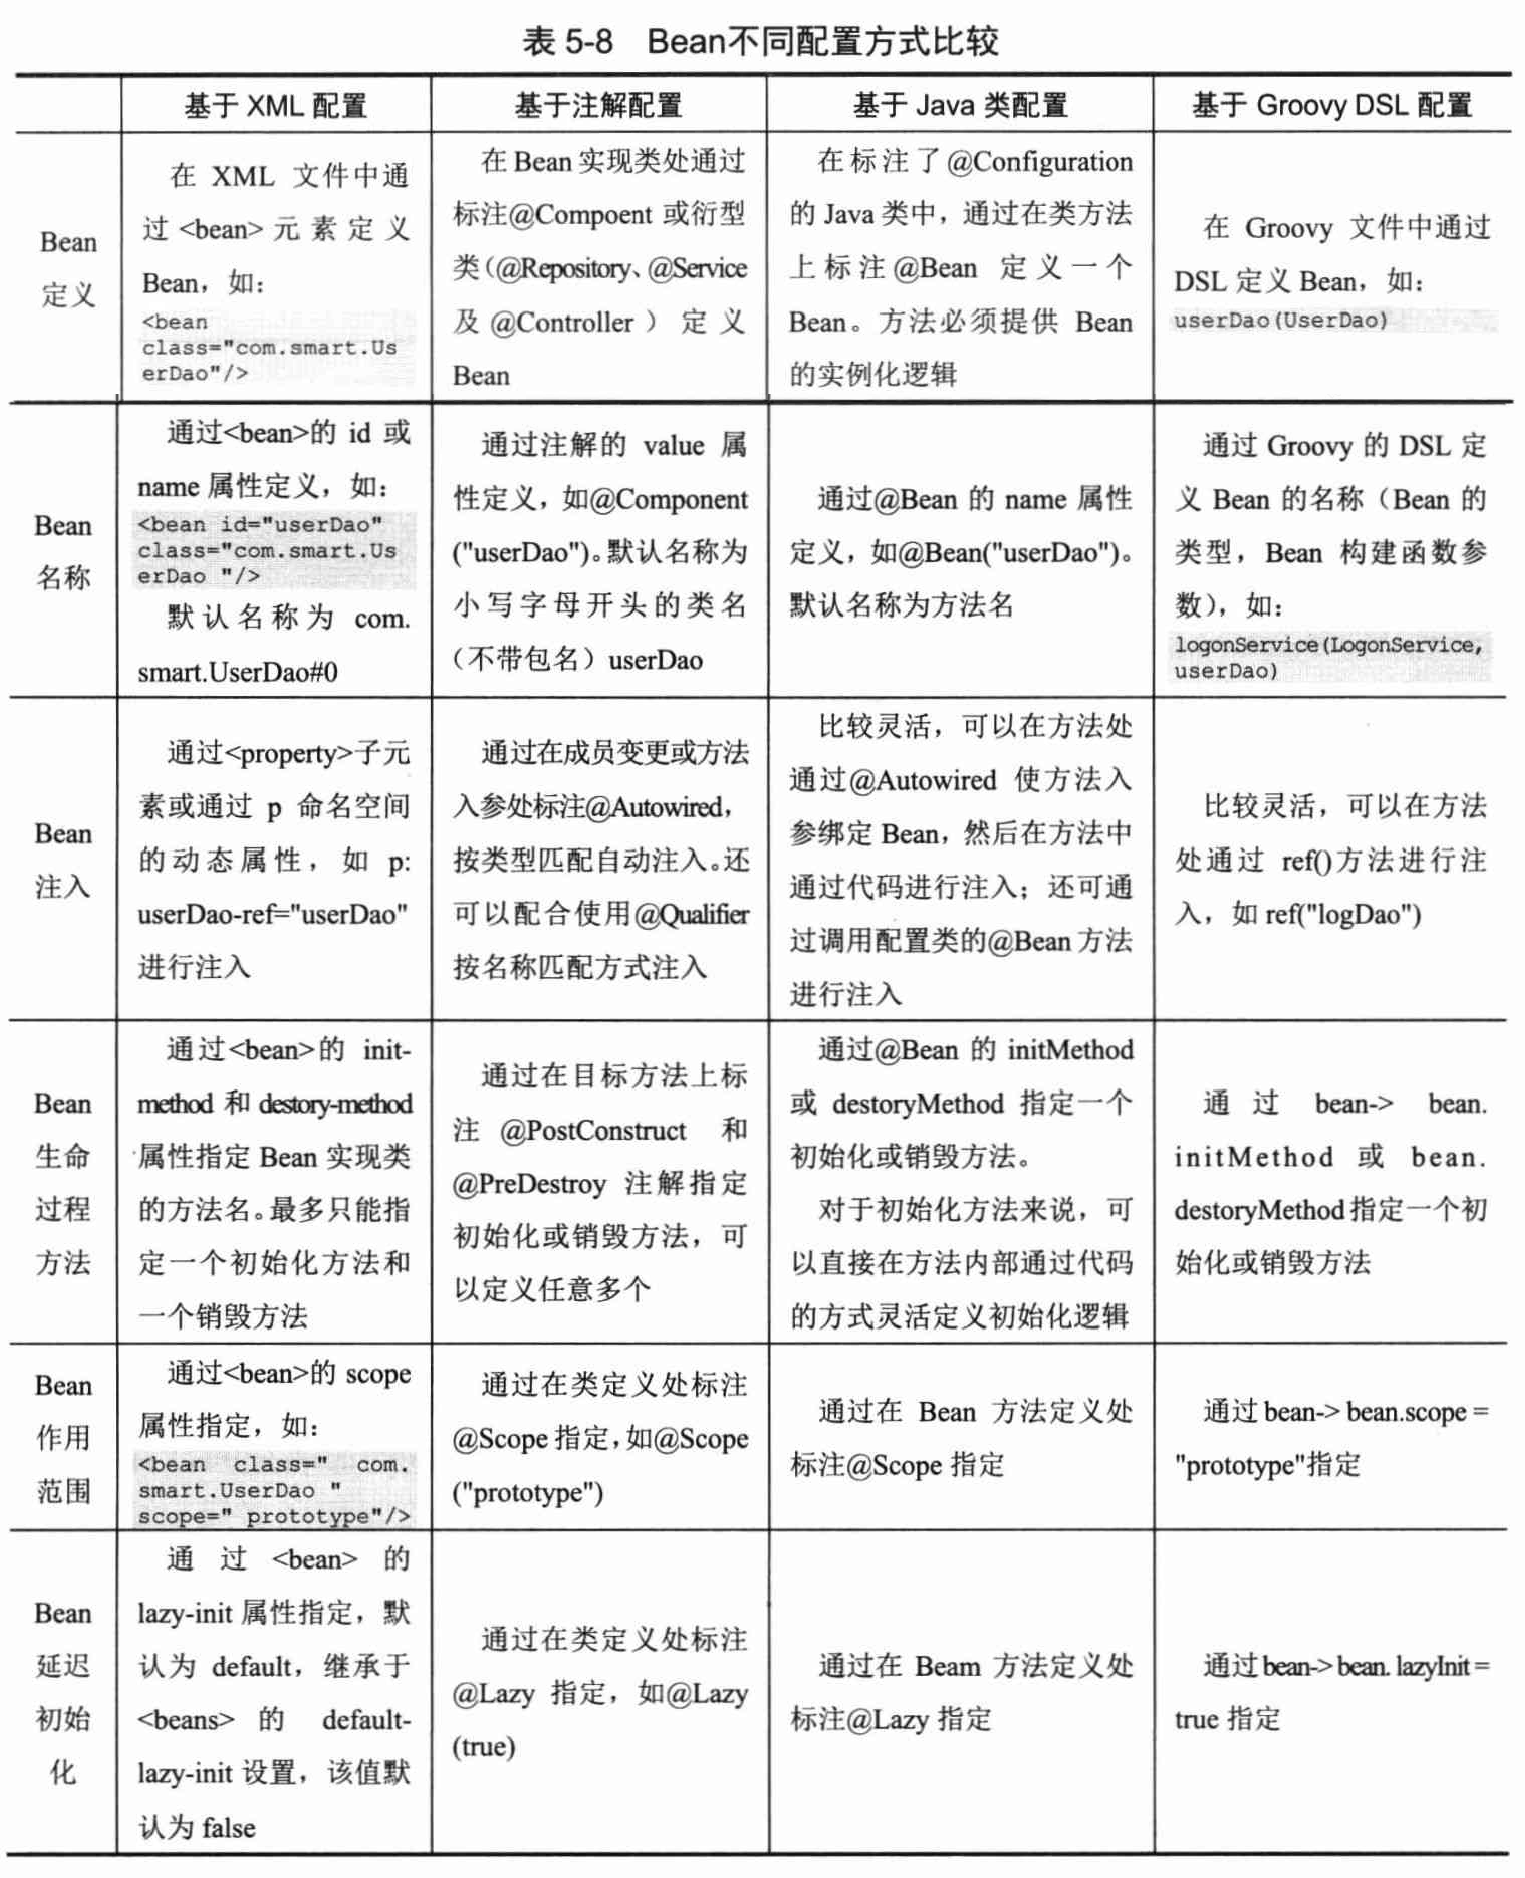 表 5-8 Bean不同配置方式比较
基于 XML 配置
基于注解配置
基于 Java 类配置
基于 Groovy DSL 配置
Bean
定义
在 XML 文件中通
过 <bean> 元素定义
Bean，如：
<bean
class="com.smart.Us
erDao"/>
在 Bean 实现类处通过
标注@Compoent 或衍型
类（@Repository、@Service
及 @Controller ）定义
Bean
在标注了@Configuration
的 Java 类中，通过在类方法
上标注@Bean 定义一个
Bean。方法必须提供 Bean
的实例化逻辑
在 Groovy 文件中通过
DSL 定义 Bean，如：
userDao(UserDao)
Bean
名称
通过<bean>的 id 或
name 属性定义，如：
<bean id="userDao"
class="com.smart.Us
erDao "/>
默认名称为 com.
smart.UserDao#0
通过注解的 value 属
性定义，如@Component
("userDao")。默认名称为
小写字母开头的类名
（不带包名）userDao
通过@Bean 的 name 属性
定义，如@Bean("userDao")。
默认名称为方法名
通过 Groovy 的 DSL 定
义 Bean 的名称（Bean 的
类型，Bean 构建函数参
数），如：
logonService(LogonService,
userDao)
Bean
注入
通过<property>子元
素或通过 p 命名空间
的动态属性，如 p:
userDao-ref="userDao"
进行注入
通过在成员变更或方法
入参处标注@Autowired，
按类型匹配自动注入。还
可以配合使用@Qualifier
按名称匹配方式注入
比较灵活，可以在方法处
通过@Autowired 使方法入
参绑定 Bean，然后在方法中
通过代码进行注入；还可通
过调用配置类的@Bean 方法
进行注入
比较灵活，可以在方法
处通过 ref()方法进行注
入，如 ref("logDao")
Bean
生命
过程
方法
通过<bean>的 init-
method 和 destory-method
属性指定 Bean 实现类
的方法名。最多只能指
定一个初始化方法和
一个销毁方法
通过在目标方法上标
注 @PostConstruct 和
@PreDestroy 注解指定
初始化或销毁方法，可
以定义任意多个
通过@Bean 的 initMethod
或 destoryMethod 指定一个
初始化或销毁方法。
对于初始化方法来说，可
以直接在方法内部通过代码
的方式灵活定义初始化逻辑
通过 bean-> bean.
initMethod 或 bean.
destoryMethod 指定一个初
始化或销毁方法
Bean
作用
范围
通过<bean>的 scope
属性指定，如：
<bean class=" com.
smart.UserDao "
scope=" prototype"/>
通过在类定义处标注
@Scope 指定，如@Scope
("prototype")
通过在 Bean 方法定义处
标注@Scope 指定
通过 bean-> bean.scope =
"prototype"指定
Bean
延迟
初始
化
通过 <bean> 的
lazy-init 属性指定，默
认为 default，继承于
<beans> 的 default-
lazy-init 设置，该值默
认为 false
通过在类定义处标注
@Lazy 指定，如@Lazy
(true)
通过在 Beam 方法定义处
标注@Lazy 指定
通过 bean-> bean. lazyInit =
true 指定